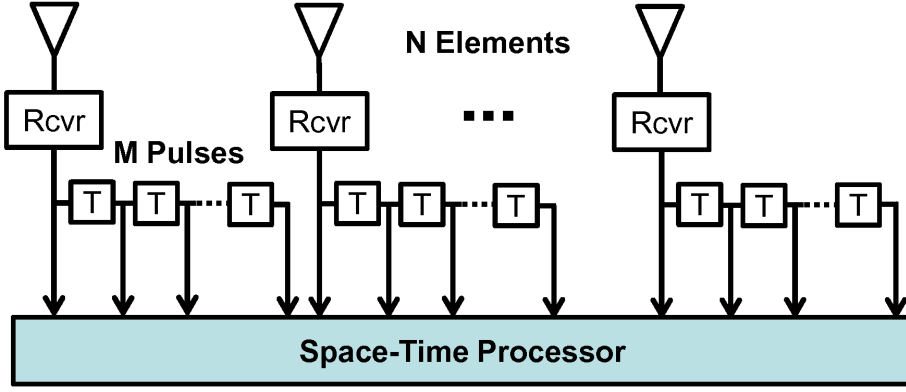 N Elements
Rcvr
Rcvr
Rcvr
M Pulses
T T T T T T T T T
Space-Time Processor